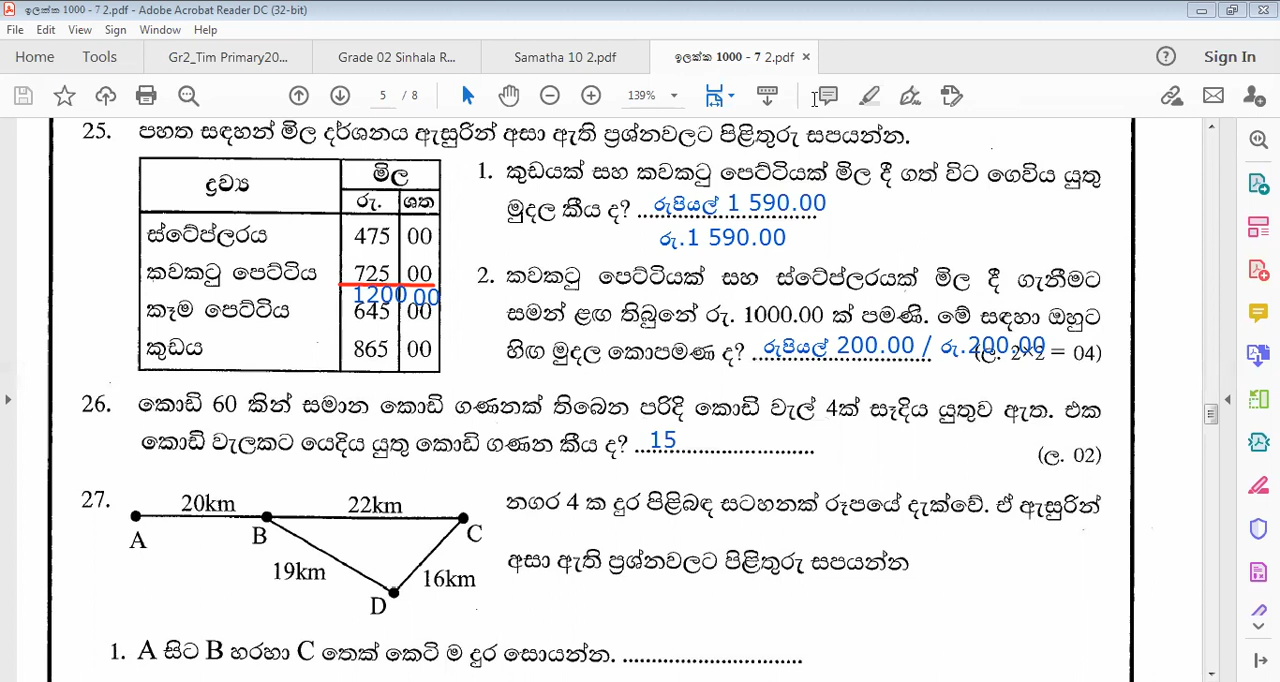 ඉලක්ක 1000 - 7 2.pdf - Adobe Acrobat Reader DC (32-bit)
File Edit View Sign Window Help
Home Tools Gr2_Tim Primary20... Grade 02 Sinhala R... Samatha 10 2.pdf ඉලක්ක 1000 - 7 2.pdf × Sign In
5 / 8 139%
25. පහත සඳහන් මිල දර්ශනය ඇසුරින් අසා ඇති ප්‍රශ්නවලට පිළිතුරු සපයන්න.
ද්‍රව්‍ය මිල
රු. ශත
ස්ටේප්ලරය 475 00
කවකටු පෙට්ටිය 725 00
1200 00
කෑම පෙට්ටිය 645 00
කුඩය 865 00
1. කුඩයක් සහ කවකටු පෙට්ටියක් මිල දී ගත් විට ගෙවිය යුතු
මුදල කීය ද? රුපියල් 1 590.00
රු.1 590.00
2. කවකටු පෙට්ටියක් සහ ස්ටේප්ලරයක් මිල දී ගැනීමට
සමන් ළඟ තිබුනේ රු. 1000.00 ක් පමණි. මේ සඳහා ඔහුට
හිඟ මුදල කොපමණ ද? රුපියල් 200.00 / රු.200.00
(ල. 2×2 = 04)
26. කොඩි 60 කින් සමාන කොඩි ගණනක් තිබෙන පරිදි කොඩි වැල් 4ක් සෑදිය යුතුව ඇත. එක
කොඩි වැලකට යෙදිය යුතු කොඩි ගණන කීය ද? 15
(ල. 02)
27. 20km 22km
A B C
19km 16km
D
නගර 4 ක දුර පිළිබඳ සටහනක් රූපයේ දැක්වේ. ඒ ඇසුරින්
අසා ඇති ප්‍රශ්නවලට පිළිතුරු සපයන්න
1. A සිට B හරහා C තෙක් කෙටි ම දුර සොයන්න. ..............................